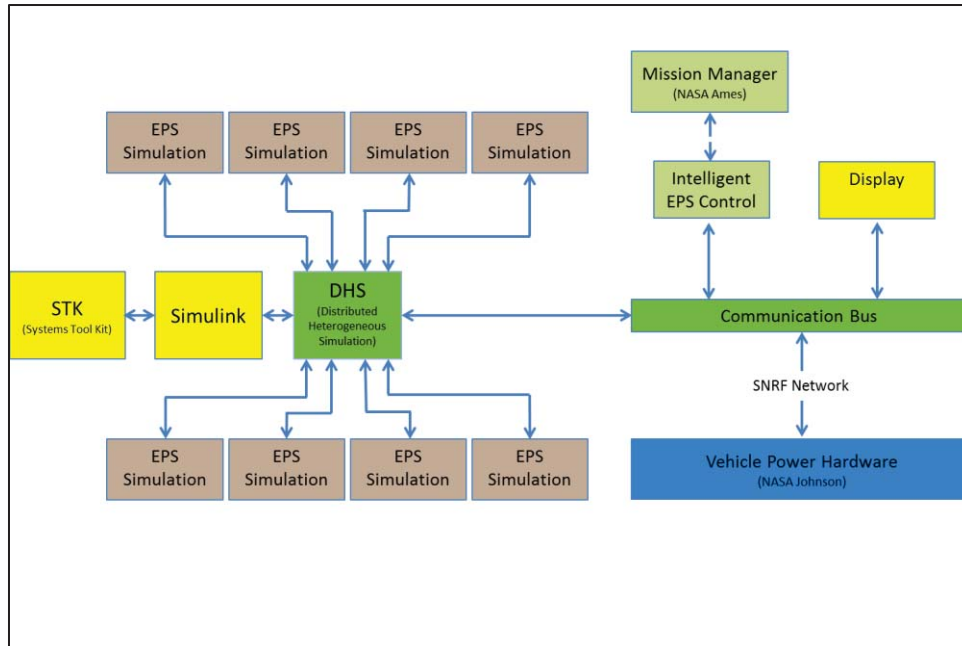 Mission Manager
(NASA Ames)
EPS
Simulation
EPS
Simulation
EPS
Simulation
EPS
Simulation
Intelligent
EPS Control
Display
STK
(Systems Tool Kit)
Simulink
DHS
(Distributed
Heterogeneous
Simulation)
Communication Bus
SNRF Network
EPS
Simulation
EPS
Simulation
EPS
Simulation
EPS
Simulation
Vehicle Power Hardware
(NASA Johnson)